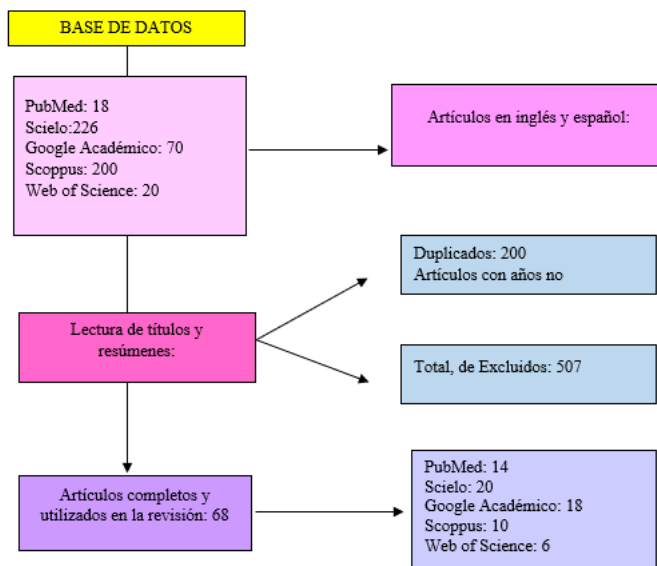 BASE DE DATOS
PubMed: 18
Scielo:226
Google Académico: 70
Scoppus: 200
Web of Science: 20
Artículos en inglés y español:
Duplicados: 200
Artículos con años no
Lectura de títulos y
resúmenes:
Total, de Excluidos: 507
Artículos completos y
utilizados en la revisión: 68
PubMed: 14
Scielo: 20
Google Académico: 18
Scoppus: 10
Web of Science: 6